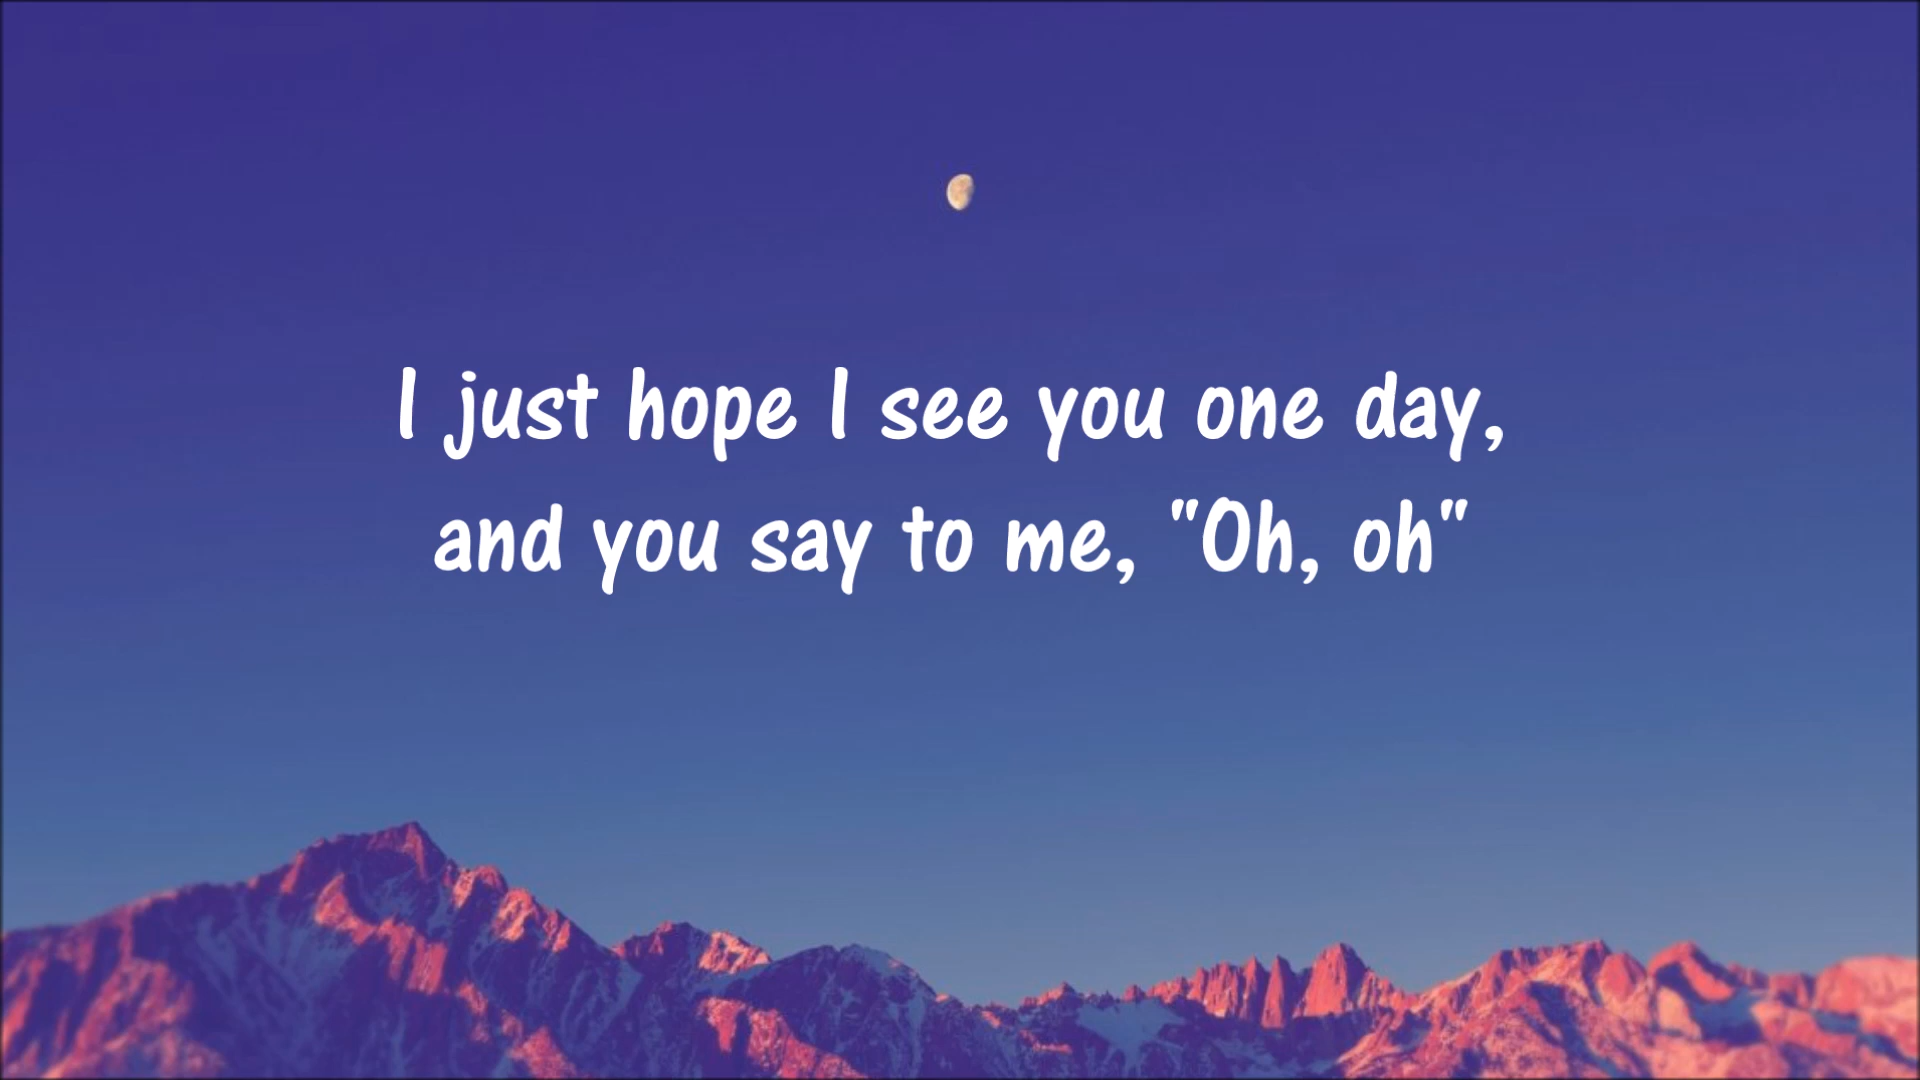 I just hope I see you one day,
and you say to me, "Oh, oh"